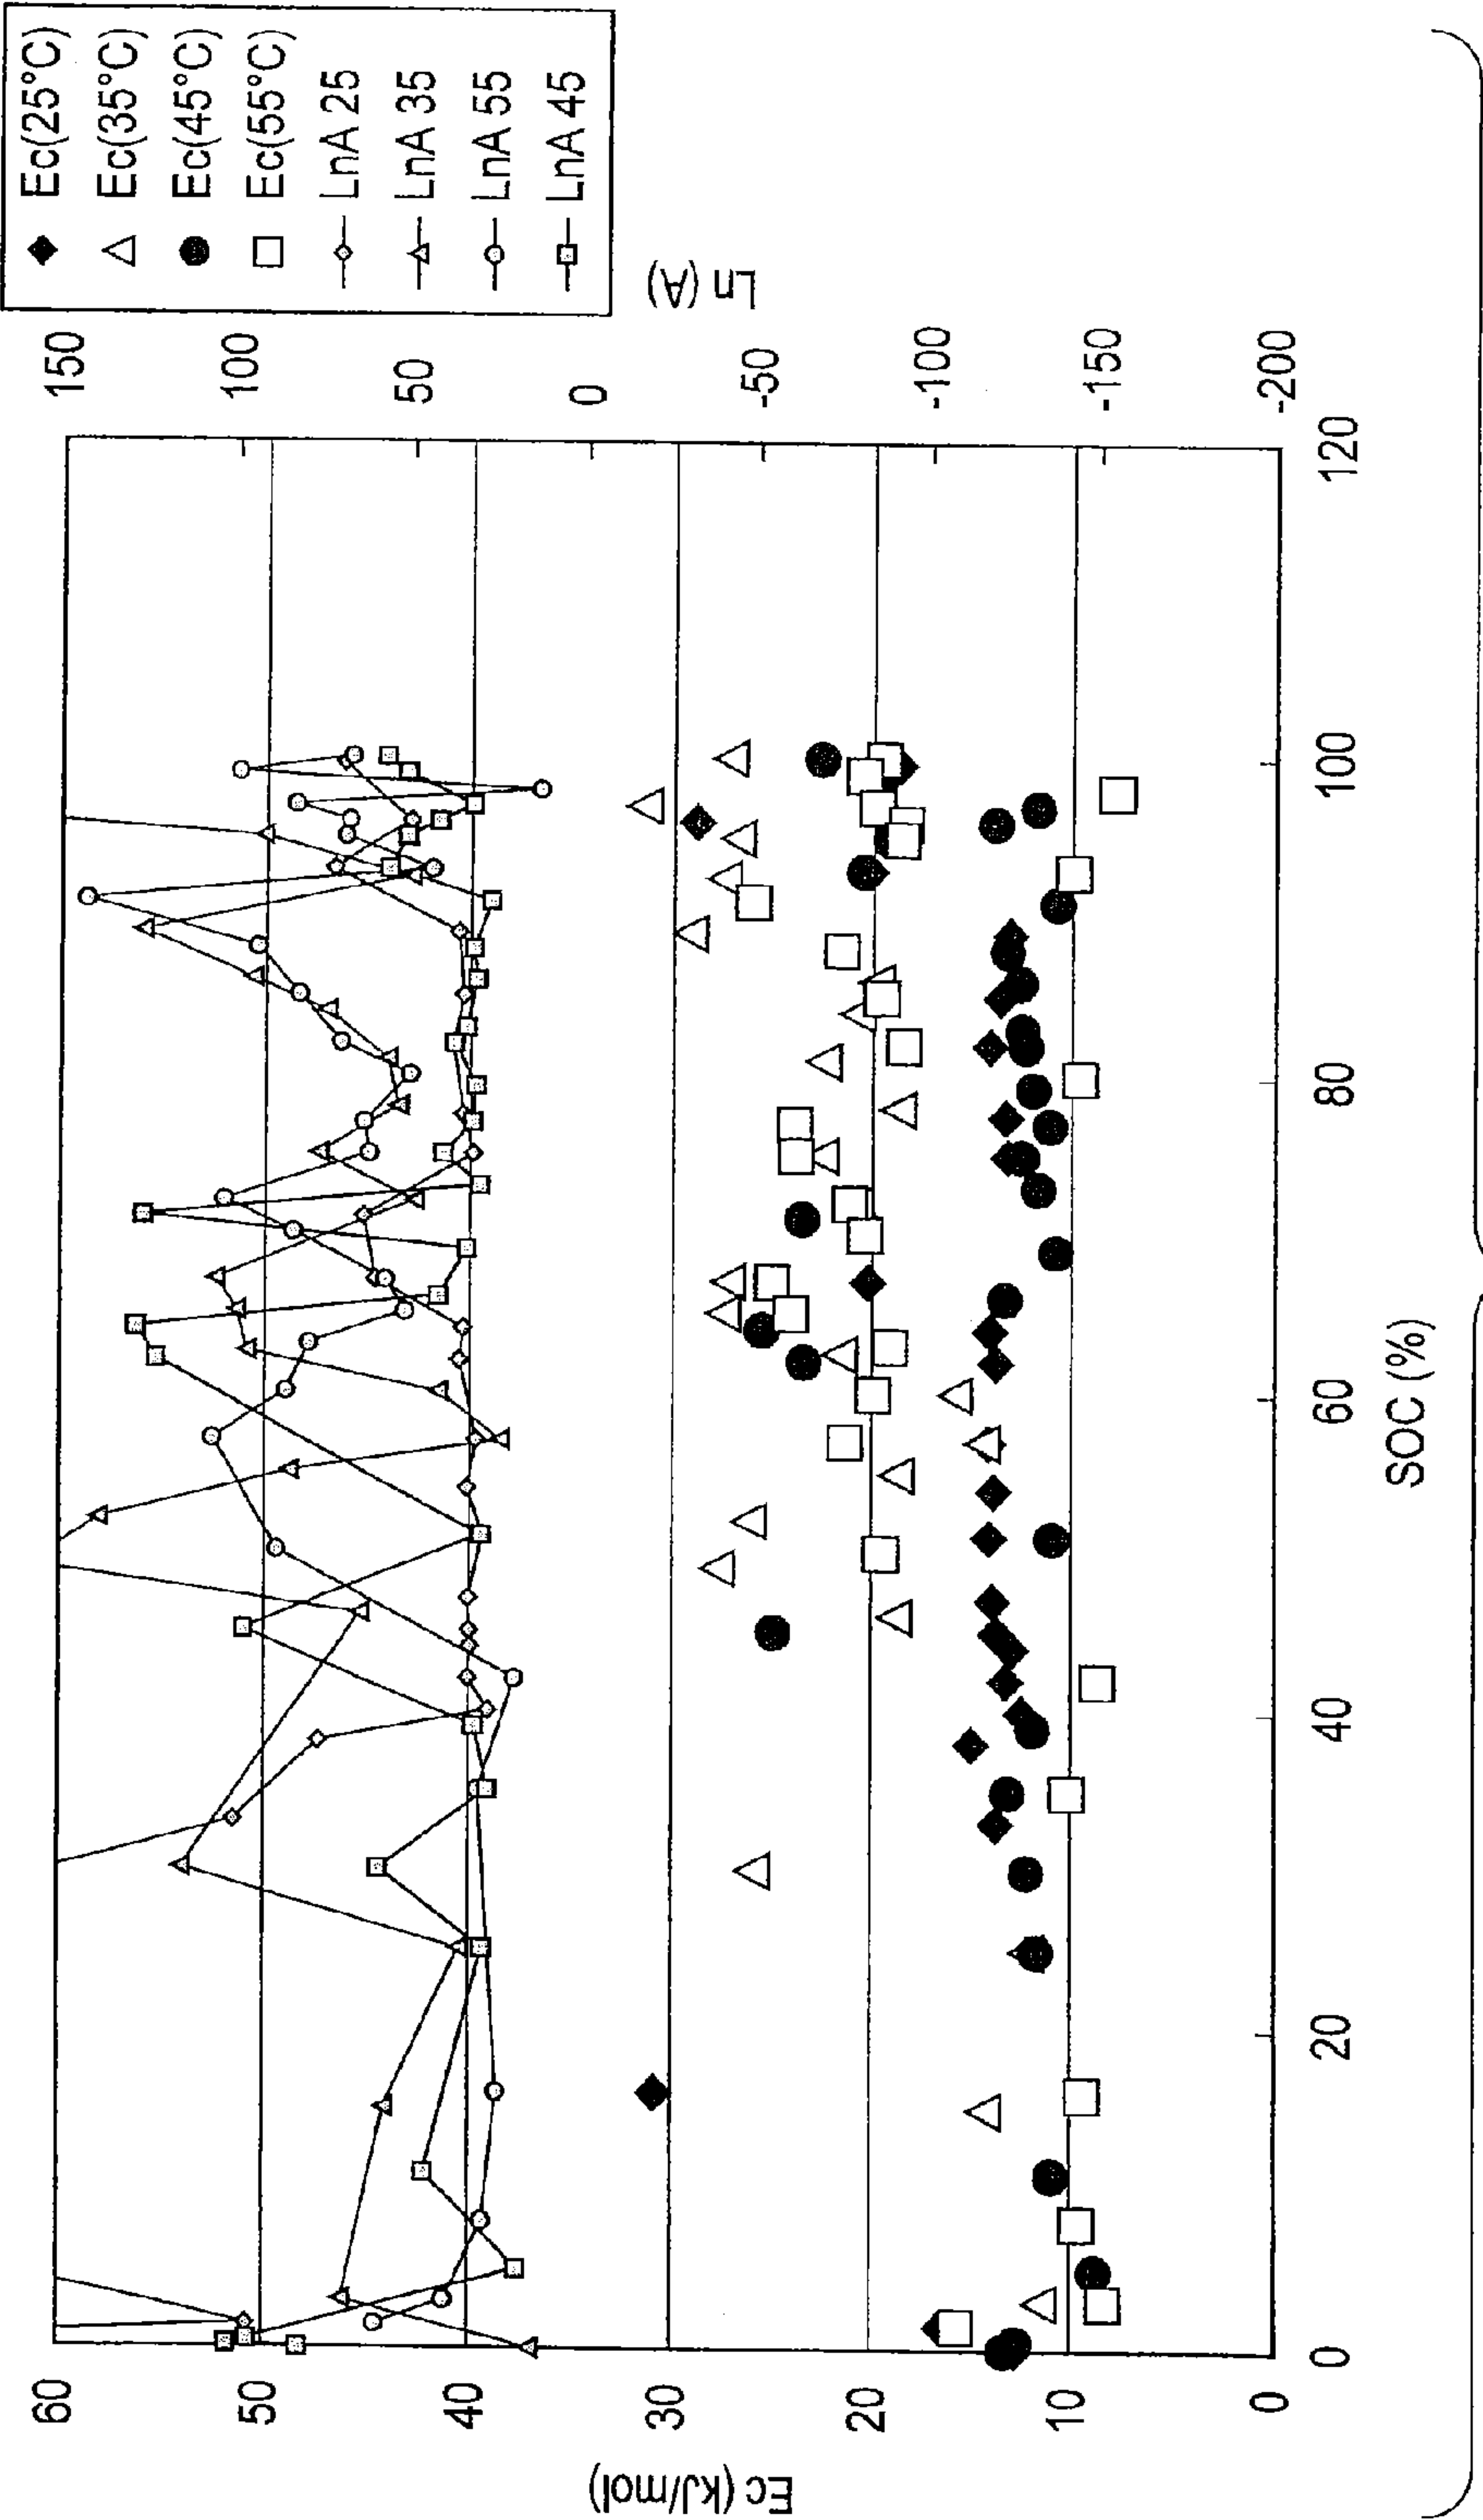 Ec(25°C)
Ec(35°C)
Ec(45°C)
Ec(55°C)
LnA 25
LnA 35
LnA 55
LnA 45
Ec (kJ/mol)
60
50
40
30
20
10
0
Ln (A)
150
100
50
0
-50
-100
-150
-200
0
20
40
60
80
100
120
SOC (%)